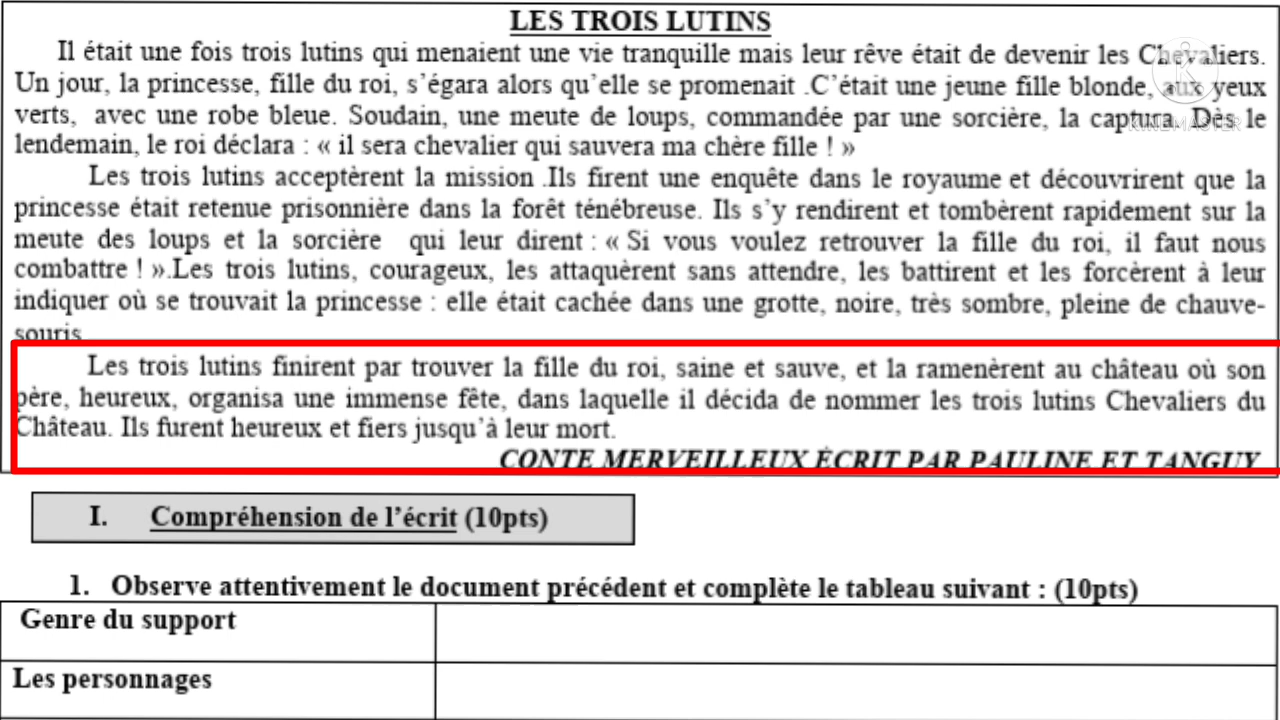 LES TROIS LUTINS
Il était une fois trois lutins qui menaient une vie tranquille mais leur rêve était de devenir les Chevaliers.
Un jour, la princesse, fille du roi, s’égara alors qu’elle se promenait .C’était une jeune fille blonde, aux yeux
verts, avec une robe bleue. Soudain, une meute de loups, commandée par une sorcière, la captura. Dès le
lendemain, le roi déclara : « il sera chevalier qui sauvera ma chère fille ! »
Les trois lutins acceptèrent la mission .Ils firent une enquête dans le royaume et découvrirent que la
princesse était retenue prisonnière dans la forêt ténébreuse. Ils s’y rendirent et tombèrent rapidement sur la
meute des loups et la sorcière qui leur dirent : « Si vous voulez retrouver la fille du roi, il faut nous
combattre ! ».Les trois lutins, courageux, les attaquèrent sans attendre, les battirent et les forcèrent à leur
indiquer où se trouvait la princesse : elle était cachée dans une grotte, noire, très sombre, pleine de chauve-
souris
Les trois lutins finirent par trouver la fille du roi, saine et sauve, et la ramenèrent au château où son
père, heureux, organisa une immense fête, dans laquelle il décida de nommer les trois lutins Chevaliers du
Château. Ils furent heureux et fiers jusqu’à leur mort.
CONTE MERVEILLEUX ÉCRIT PAR PAULINE ET TANGUY
KINEMASTER
I. Compréhension de l’écrit (10pts)
1. Observe attentivement le document précédent et complète le tableau suivant : (10pts)
Genre du support
Les personnages